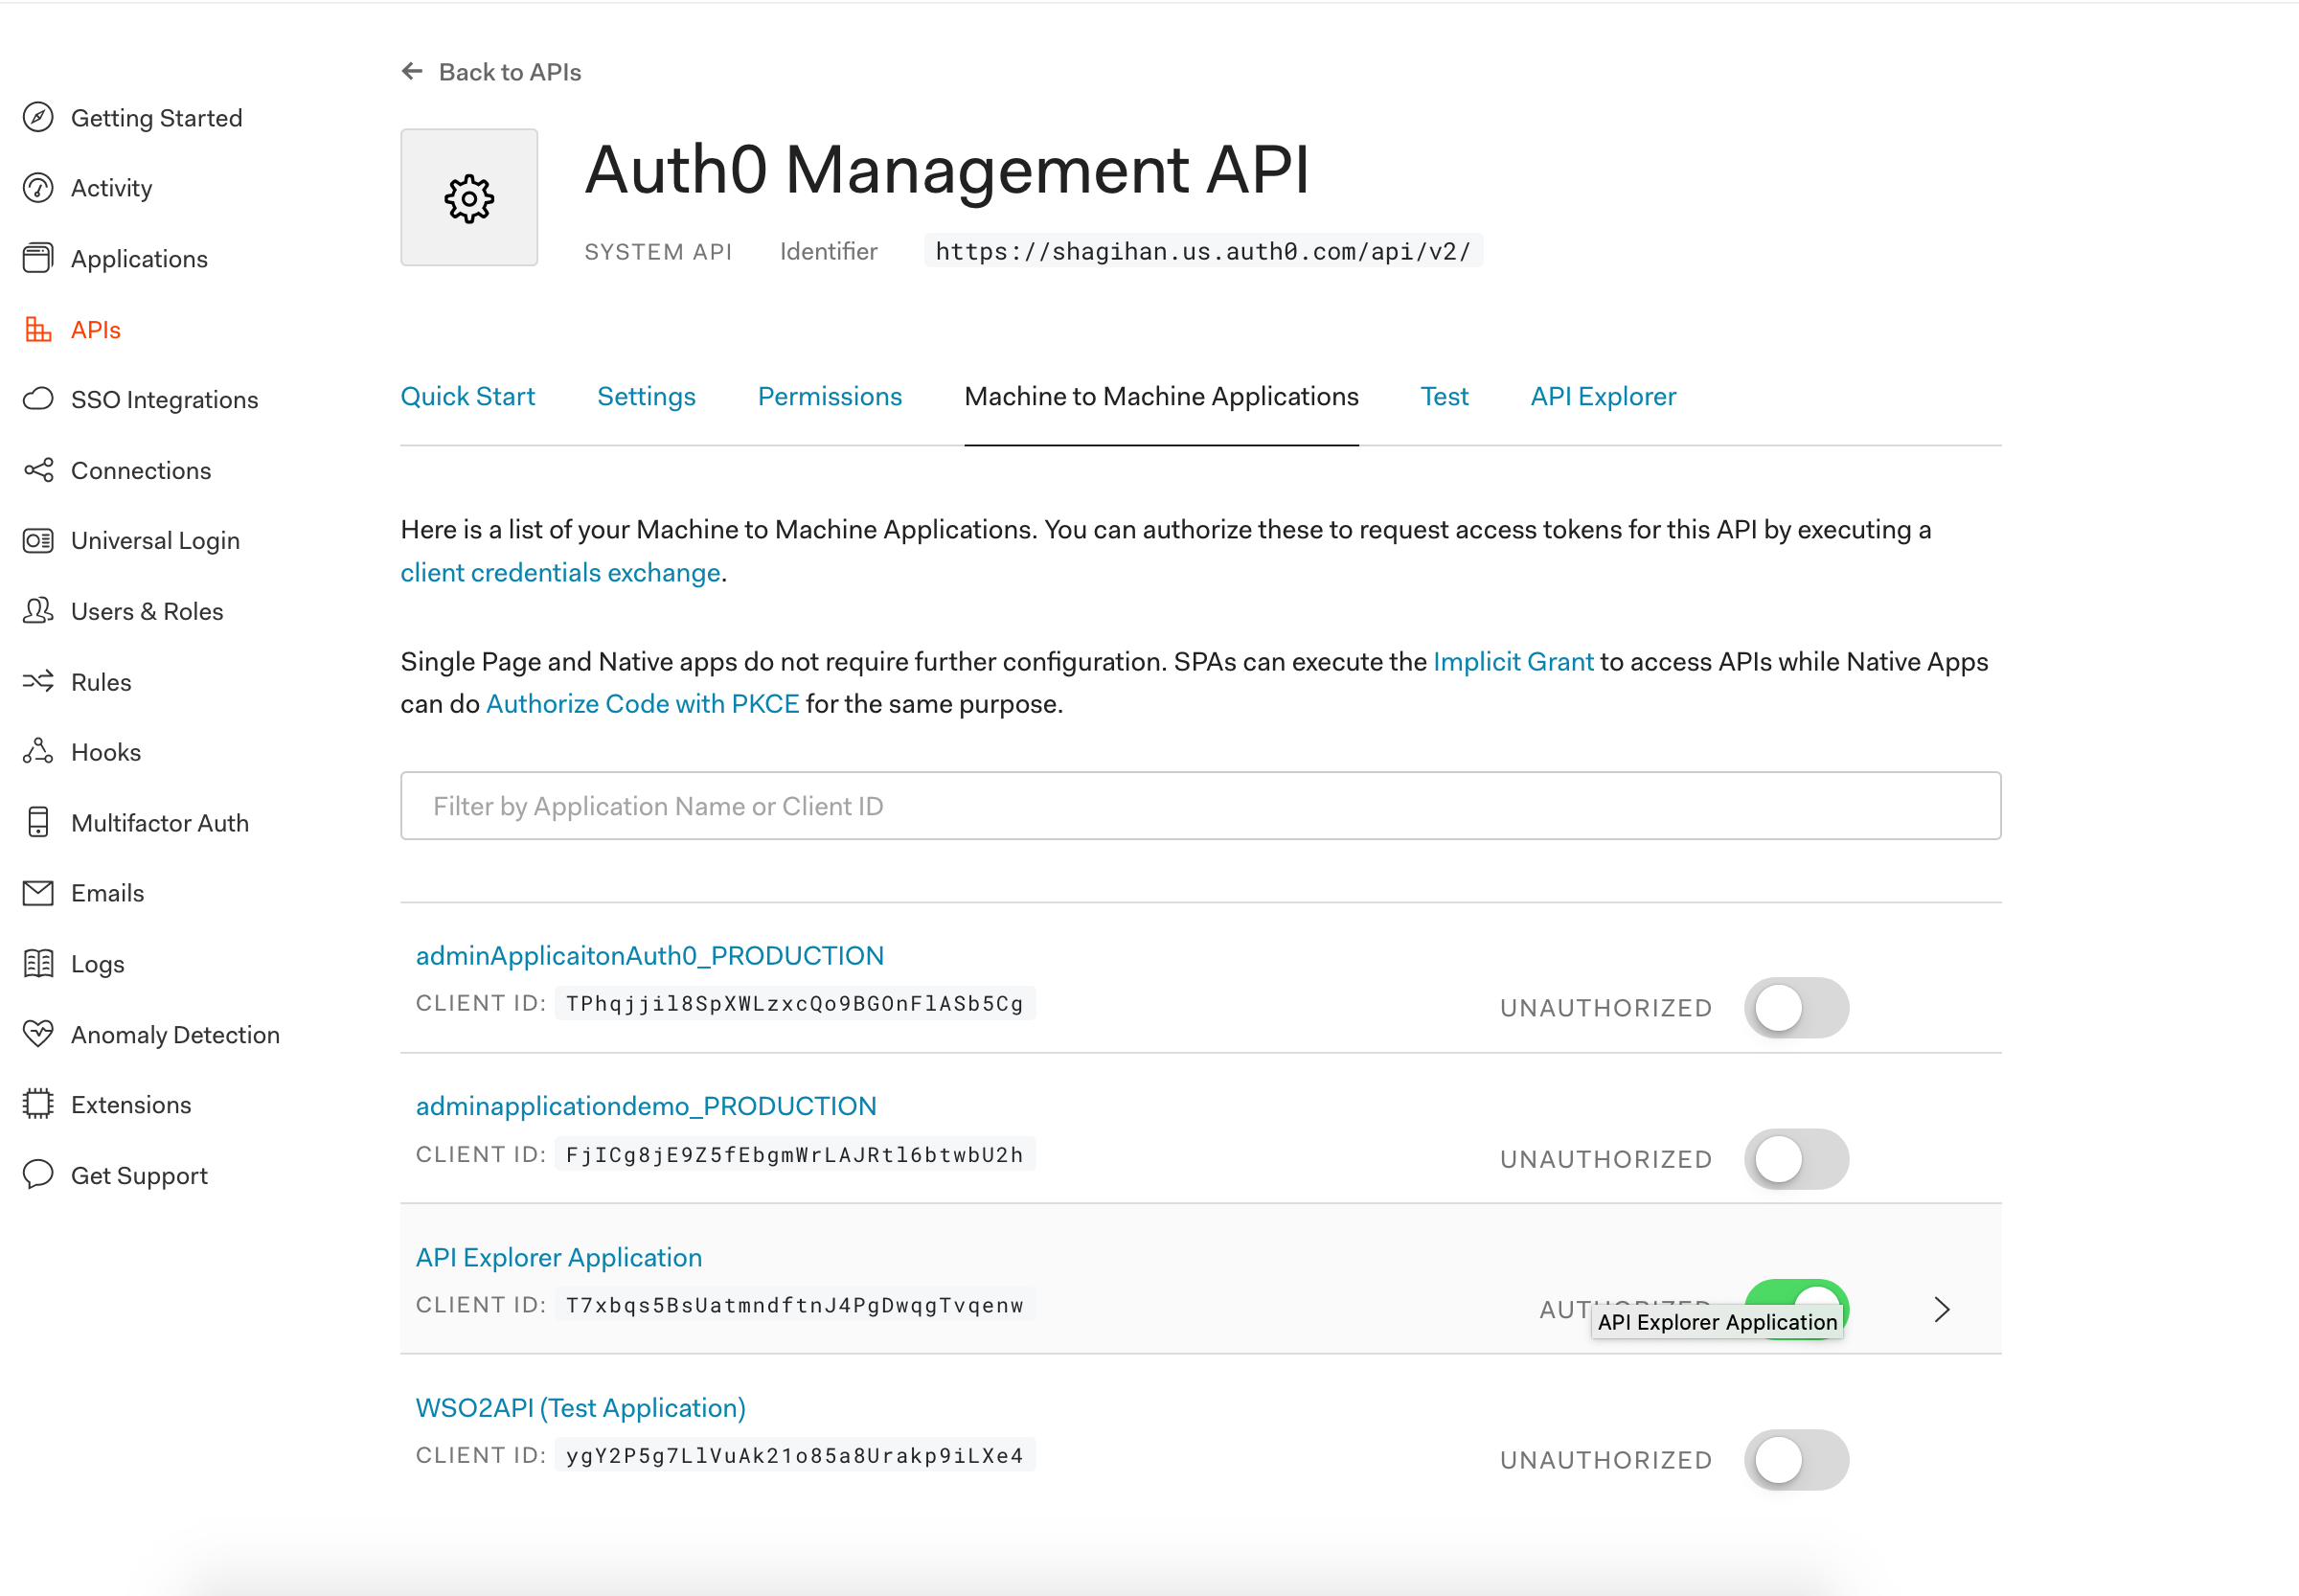 Back to APIs
Getting Started
Activity
Applications
APIs
SSO Integrations
Connections
Universal Login
Users & Roles
Rules
Hooks
Multifactor Auth
Emails
Logs
Anomaly Detection
Extensions
Get Support
Auth0 Management API
SYSTEM API Identifier https://shagihan.us.auth0.com/api/v2/
Quick Start Settings Permissions Machine to Machine Applications Test API Explorer
Here is a list of your Machine to Machine Applications. You can authorize these to request access tokens for this API by executing a
client credentials exchange.
Single Page and Native apps do not require further configuration. SPAs can execute the Implicit Grant to access APIs while Native Apps
can do Authorize Code with PKCE for the same purpose.
Filter by Application Name or Client ID
adminApplicaitonAuth0_PRODUCTION
CLIENT ID: TPhqjjil8SpXWLzxcQo9BGOnFlASb5Cg
UNAUTHORIZED
adminapplicationdemo_PRODUCTION
CLIENT ID: FjICg8jE9Z5fEbgmWrLAJRtl6btwbU2h
UNAUTHORIZED
API Explorer Application
CLIENT ID: T7xbqs5BsUatmndftnJ4PgDwqgTvqenw
AUTHORIZED
API Explorer Application
WSO2API (Test Application)
CLIENT ID: ygY2P5g7LlVuAk21o85a8Urakp9iLXe4
UNAUTHORIZED